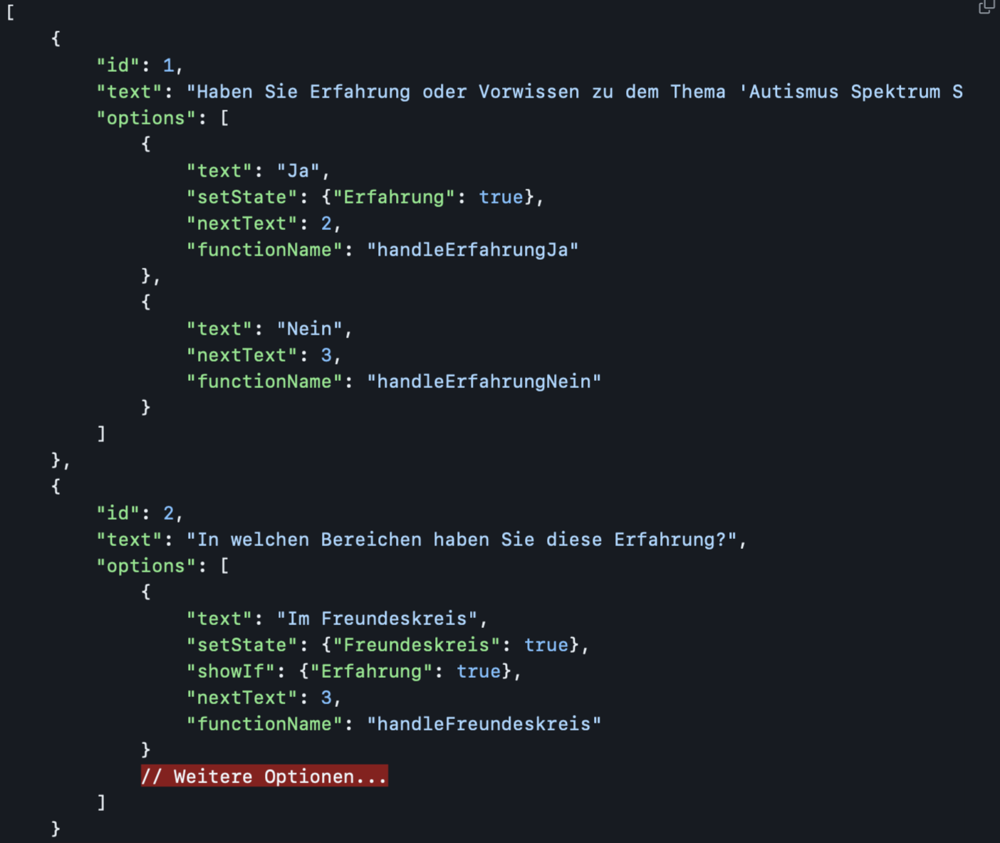 [
{
"id": 1,
"text": "Haben Sie Erfahrung oder Vorwissen zu dem Thema 'Autismus Spektrum S
"options": [
{
"text": "Ja",
"setState": {"Erfahrung": true},
"nextText": 2,
"functionName": "handleErfahrungJa"
},
{
"text": "Nein",
"nextText": 3,
"functionName": "handleErfahrungNein"
}
]
},
{
"id": 2,
"text": "In welchen Bereichen haben Sie diese Erfahrung?",
"options": [
{
"text": "Im Freundeskreis",
"setState": {"Freundeskreis": true},
"showIf": {"Erfahrung": true},
"nextText": 3,
"functionName": "handleFreundeskreis"
}
// Weitere Optionen...
]
}